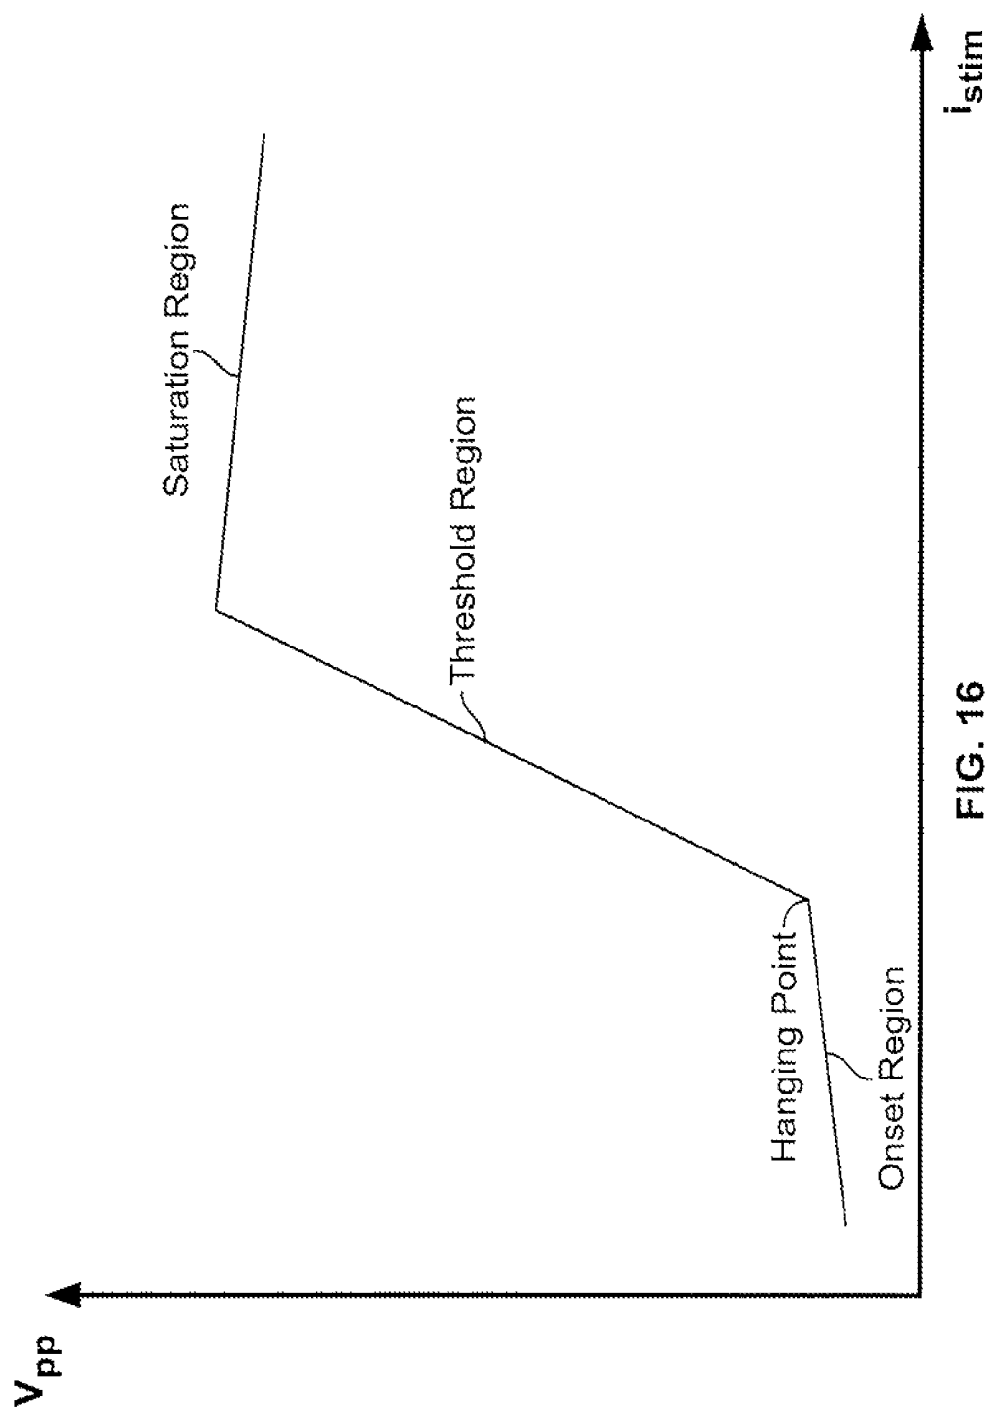 Vpp
Saturation Region
Threshold Region
Hanging Point
Onset Region
istim
FIG. 16